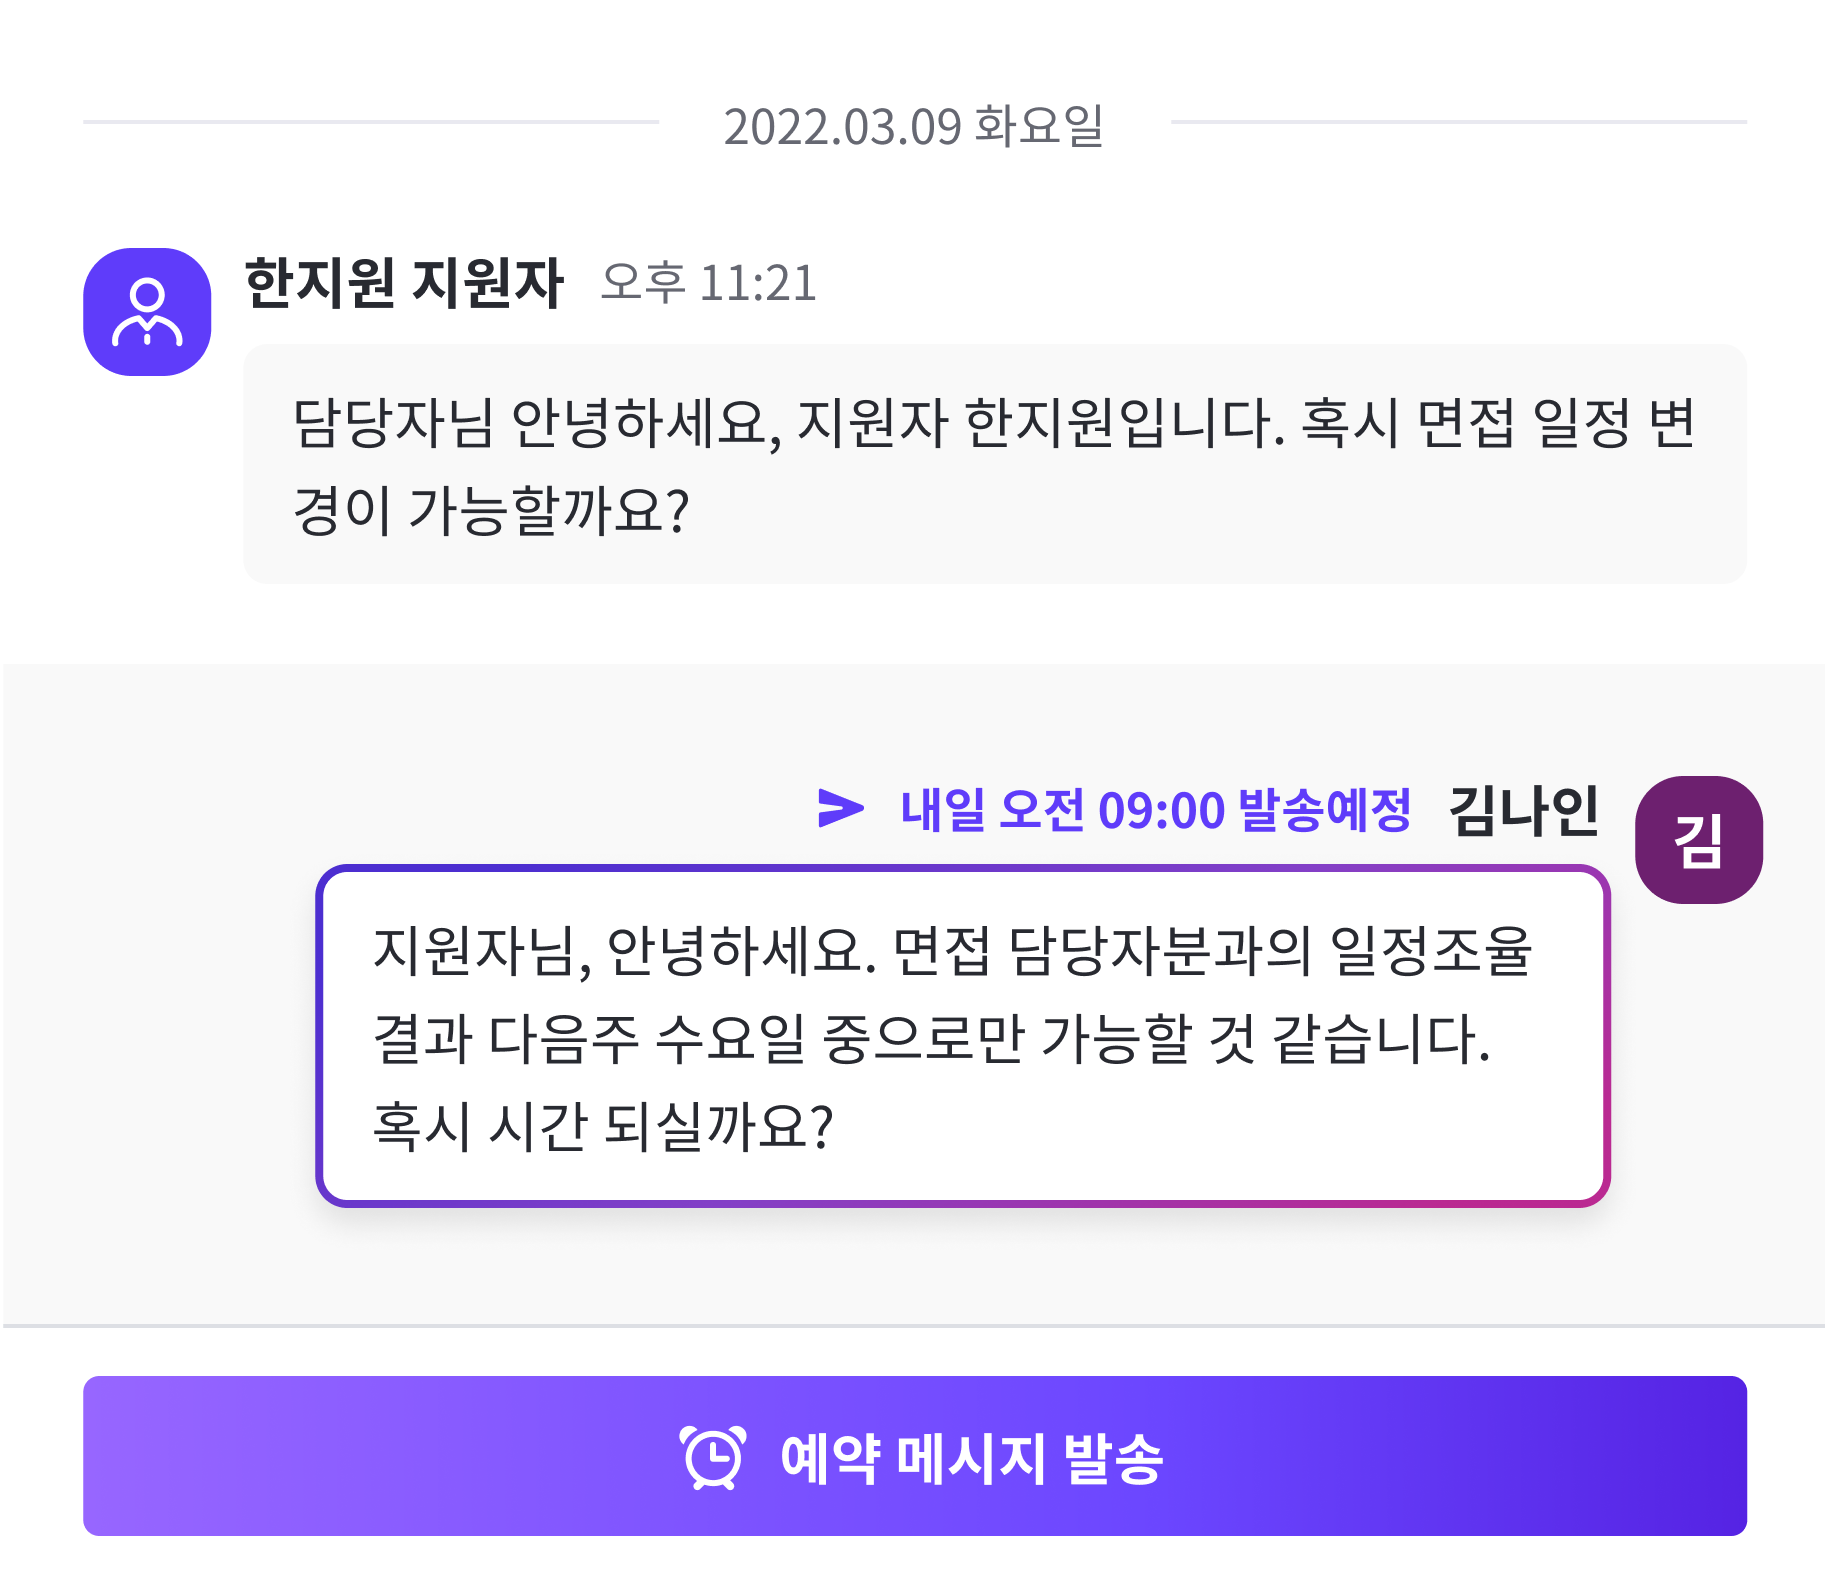 2022.03.09 화요일
한지원 지원자 오후 11:21
담당자님 안녕하세요, 지원자 한지원입니다. 혹시 면접 일정 변
경이 가능할까요?
내일 오전 09:00 발송예정 김나인
김
지원자님, 안녕하세요. 면접 담당자분과의 일정조율
결과 다음주 수요일 중으로만 가능할 것 같습니다.
혹시 시간 되실까요?
예약 메시지 발송